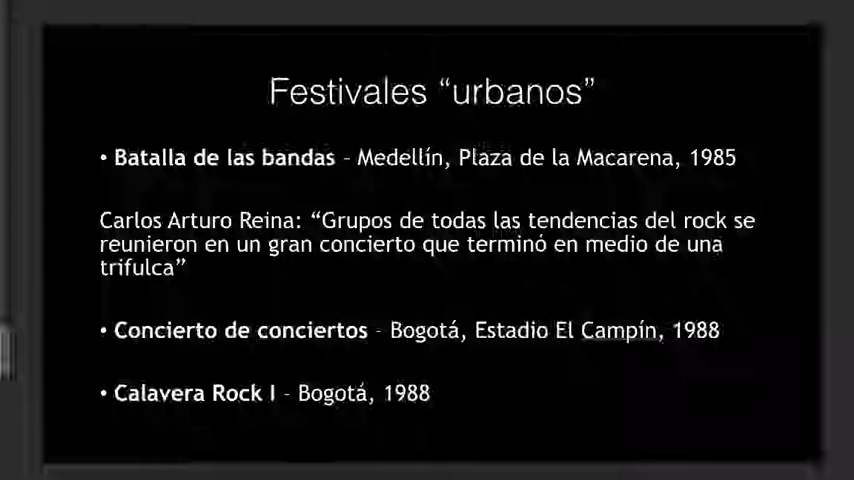 Festivales “urbanos”
• Batalla de las bandas – Medellín, Plaza de la Macarena, 1985
Carlos Arturo Reina: “Grupos de todas las tendencias del rock se
reunieron en un gran concierto que terminó en medio de una
trifulca”
• Concierto de conciertos - Bogotá, Estadio El Campín, 1988
• Calavera Rock I - Bogotá, 1988